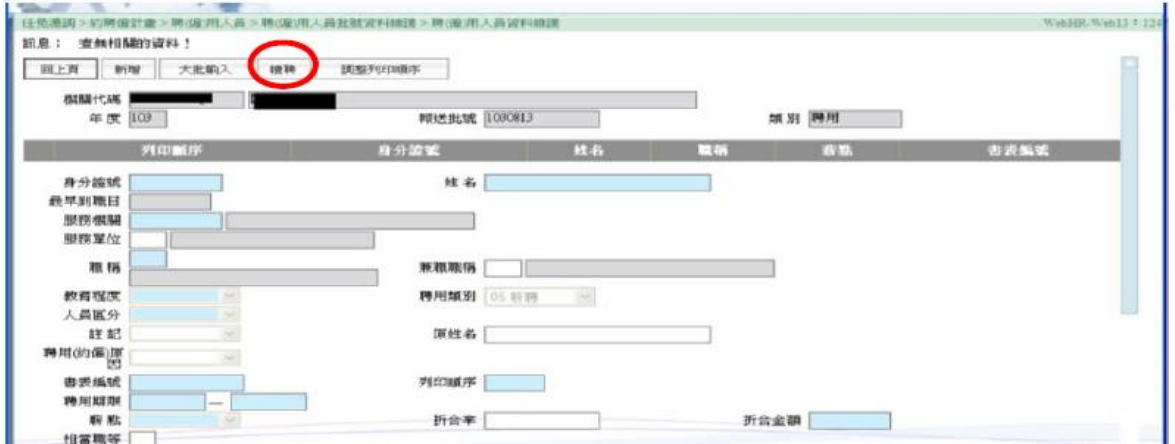 任免遷調 > 約聘僱計畫 > 聘(僱)用人員 > 聘(僱)用人員批號資料維護 > 聘(僱)用人員資料維護 WebHR-Web13
訊息： 查無相關的資料！
回上頁 新增 大批輸入 續聘 調整列印順序
機關代碼
年度 103 報送批號 1030813 類別 聘用
列印順序 身分證號 姓名 職稱 薪點 書表編號
身分證號 姓名
最早到職日
服務機關
服務單位
職稱 兼職職稱
教育程度 聘用類別 05 新聘
人員區分
註記 原姓名
聘用(約僱)原因
書表編號 列印順序
聘用期限 —
薪點 折合率 折合金額
相當職等